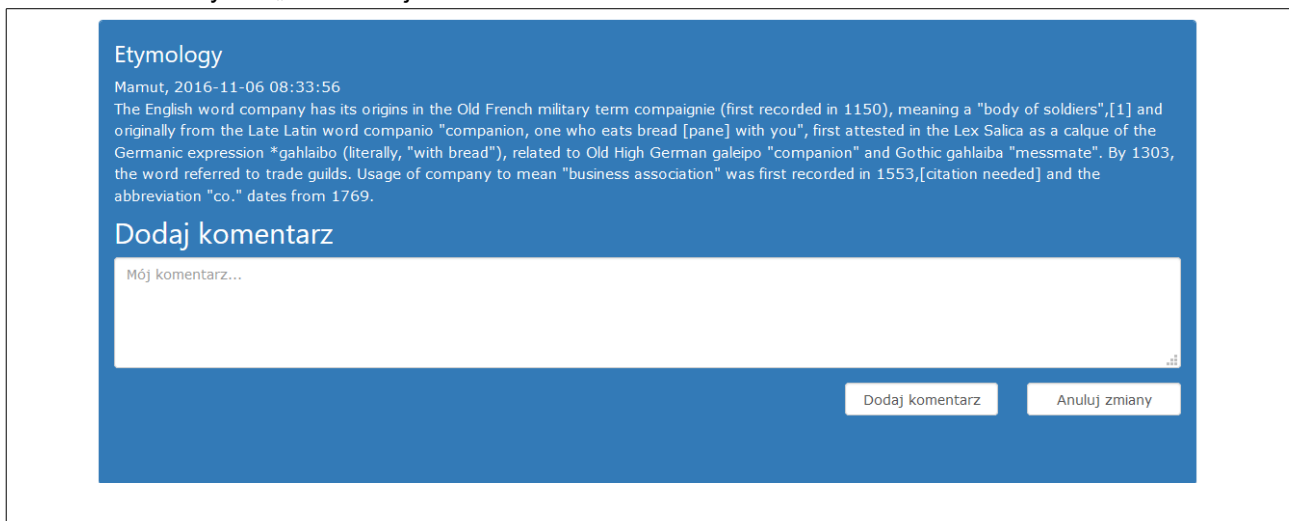 Etymology
Mamut, 2016-11-06 08:33:56
The English word company has its origins in the Old French military term compaignie (first recorded in 1150), meaning a "body of soldiers",[1] and
originally from the Late Latin word companio "companion, one who eats bread [pane] with you", first attested in the Lex Salica as a calque of the
Germanic expression *gahlaibo (literally, "with bread"), related to Old High German galeipo "companion" and Gothic gahlaiba "messmate". By 1303,
the word referred to trade guilds. Usage of company to mean "business association" was first recorded in 1553,[citation needed] and the
abbreviation "co." dates from 1769.
Dodaj komentarz
Mój komentarz...
Dodaj komentarz Anuluj zmiany